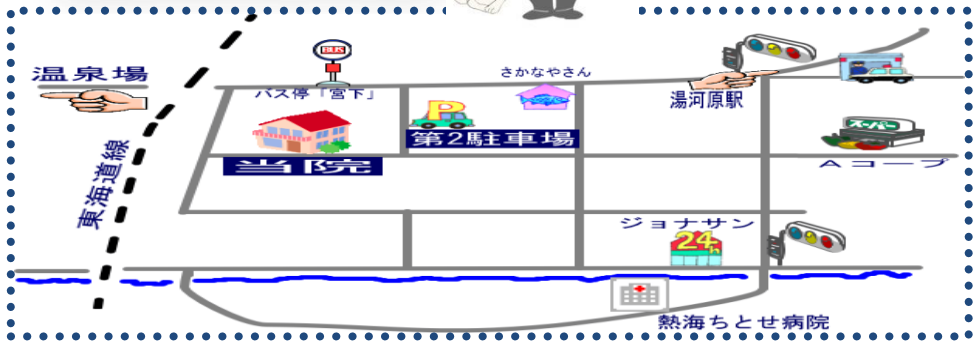 BUS
さかなやさん
温泉場
バス停「宮下」
湯河原駅
P
スーパー
第2駐車場
当院
Aコープ
東海道線
ジョナサン
24h
熱海ちとせ病院